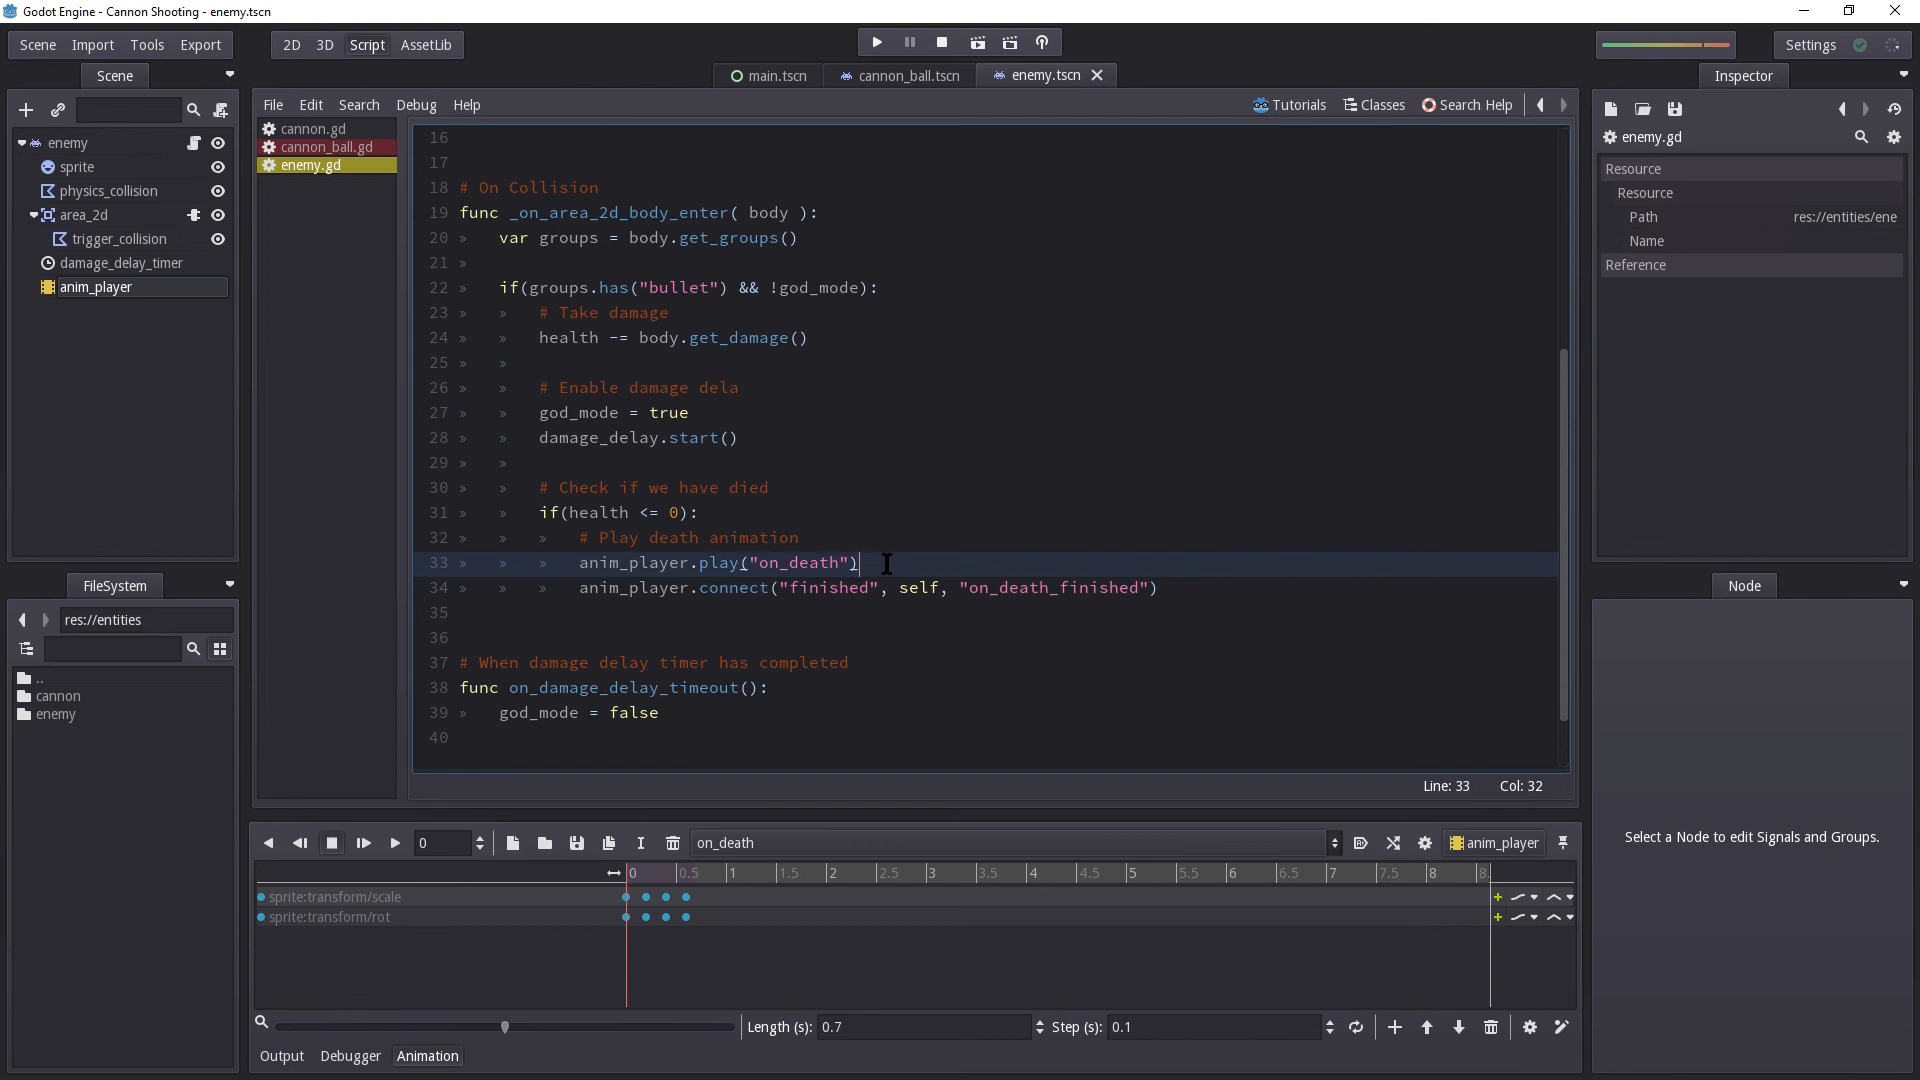 Godot Engine - Cannon Shooting - enemy.tscn
Scene Import Tools Export 2D 3D Script AssetLib Settings
Scene main.tscn cannon_ball.tscn enemy.tscn Inspector
File Edit Search Debug Help Tutorials Classes Search Help
enemy
sprite
physics_collision
area_2d
trigger_collision
damage_delay_timer
anim_player
cannon.gd
cannon_ball.gd
enemy.gd
16
17
18 # On Collision
19 func _on_area_2d_body_enter( body ):
20 » var groups = body.get_groups()
21 »
22 » if(groups.has("bullet") && !god_mode):
23 » » # Take damage
24 » » health -= body.get_damage()
25 » »
26 » » # Enable damage dela
27 » » god_mode = true
28 » » damage_delay.start()
29 » »
30 » » # Check if we have died
31 » » if(health <= 0):
32 » » » # Play death animation
33 » » » anim_player.play("on_death")
34 » » » anim_player.connect("finished", self, "on_death_finished")
35
36
37 # When damage delay timer has completed
38 func on_damage_delay_timeout():
39 » god_mode = false
40
Line: 33 Col: 32
enemy.gd
Resource
Resource
Path res://entities/ene
Name
Reference
FileSystem
res://entities
..
cannon
enemy
Node
Select a Node to edit Signals and Groups.
0 on_death anim_player
0 0.5 1 1.5 2 2.5 3 3.5 4 4.5 5 5.5 6 6.5 7 7.5 8 8.
sprite:transform/scale
sprite:transform/rot
Length (s): 0.7 Step (s): 0.1
Output Debugger Animation